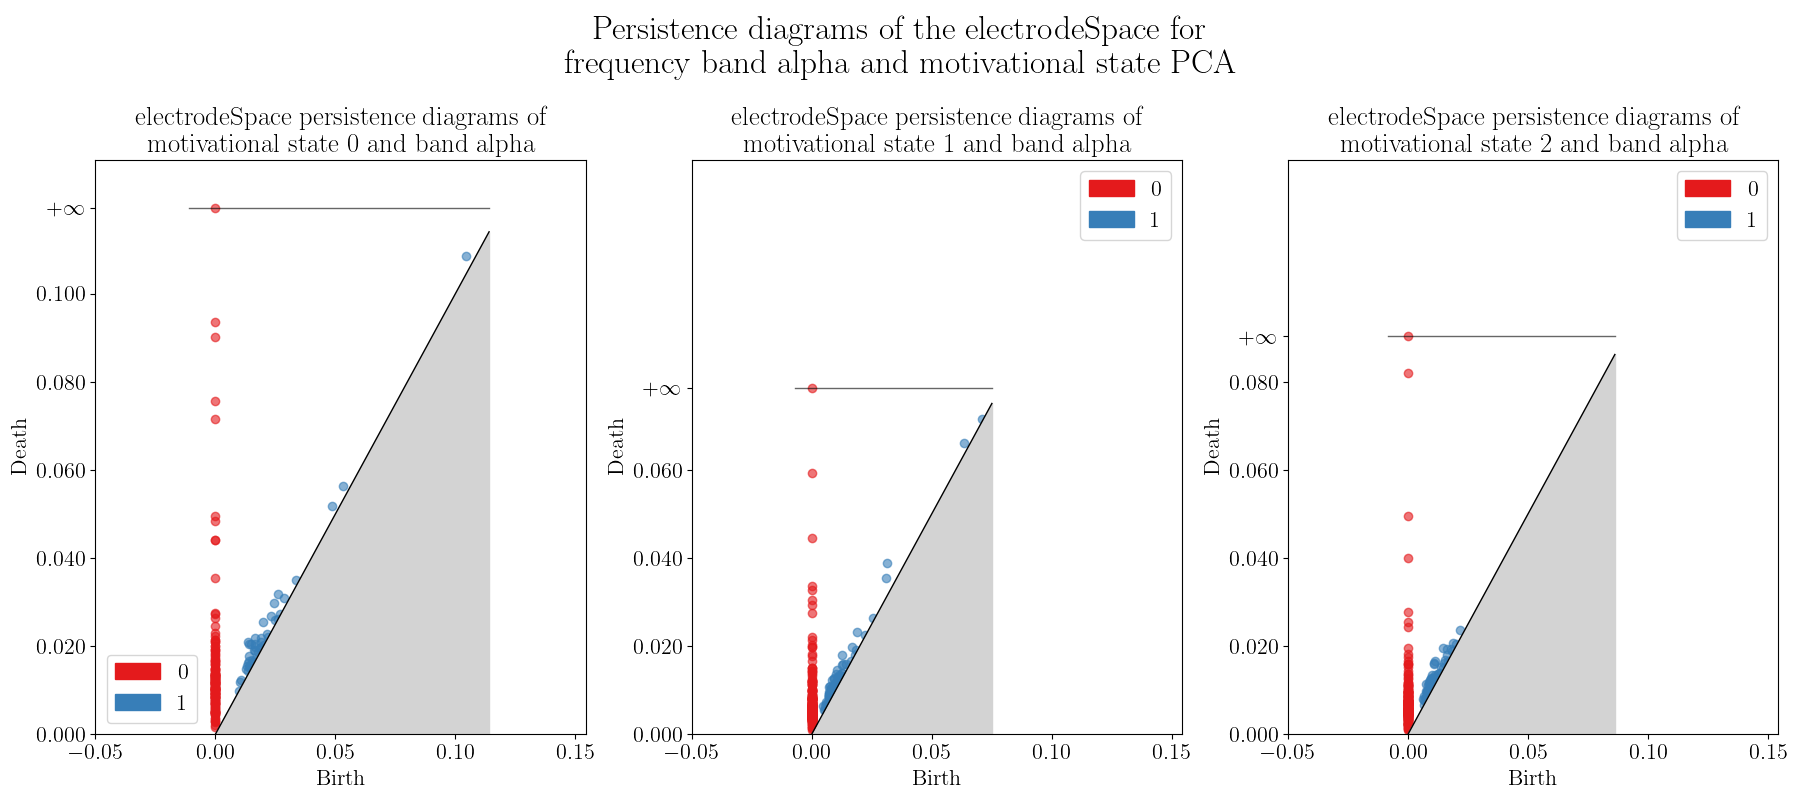 Persistence diagrams of the electrodeSpace for
frequency band alpha and motivational state PCA
electrodeSpace persistence diagrams of
motivational state 0 and band alpha
+∞
0.100
0.080
0.060
0.040
0.020
0.000
Death
−0.05 0.00 0.05 0.10 0.15
Birth
0
1
electrodeSpace persistence diagrams of
motivational state 1 and band alpha
+∞
0.060
0.040
0.020
0.000
Death
−0.05 0.00 0.05 0.10 0.15
Birth
0
1
electrodeSpace persistence diagrams of
motivational state 2 and band alpha
+∞
0.080
0.060
0.040
0.020
0.000
Death
−0.05 0.00 0.05 0.10 0.15
Birth
0
1